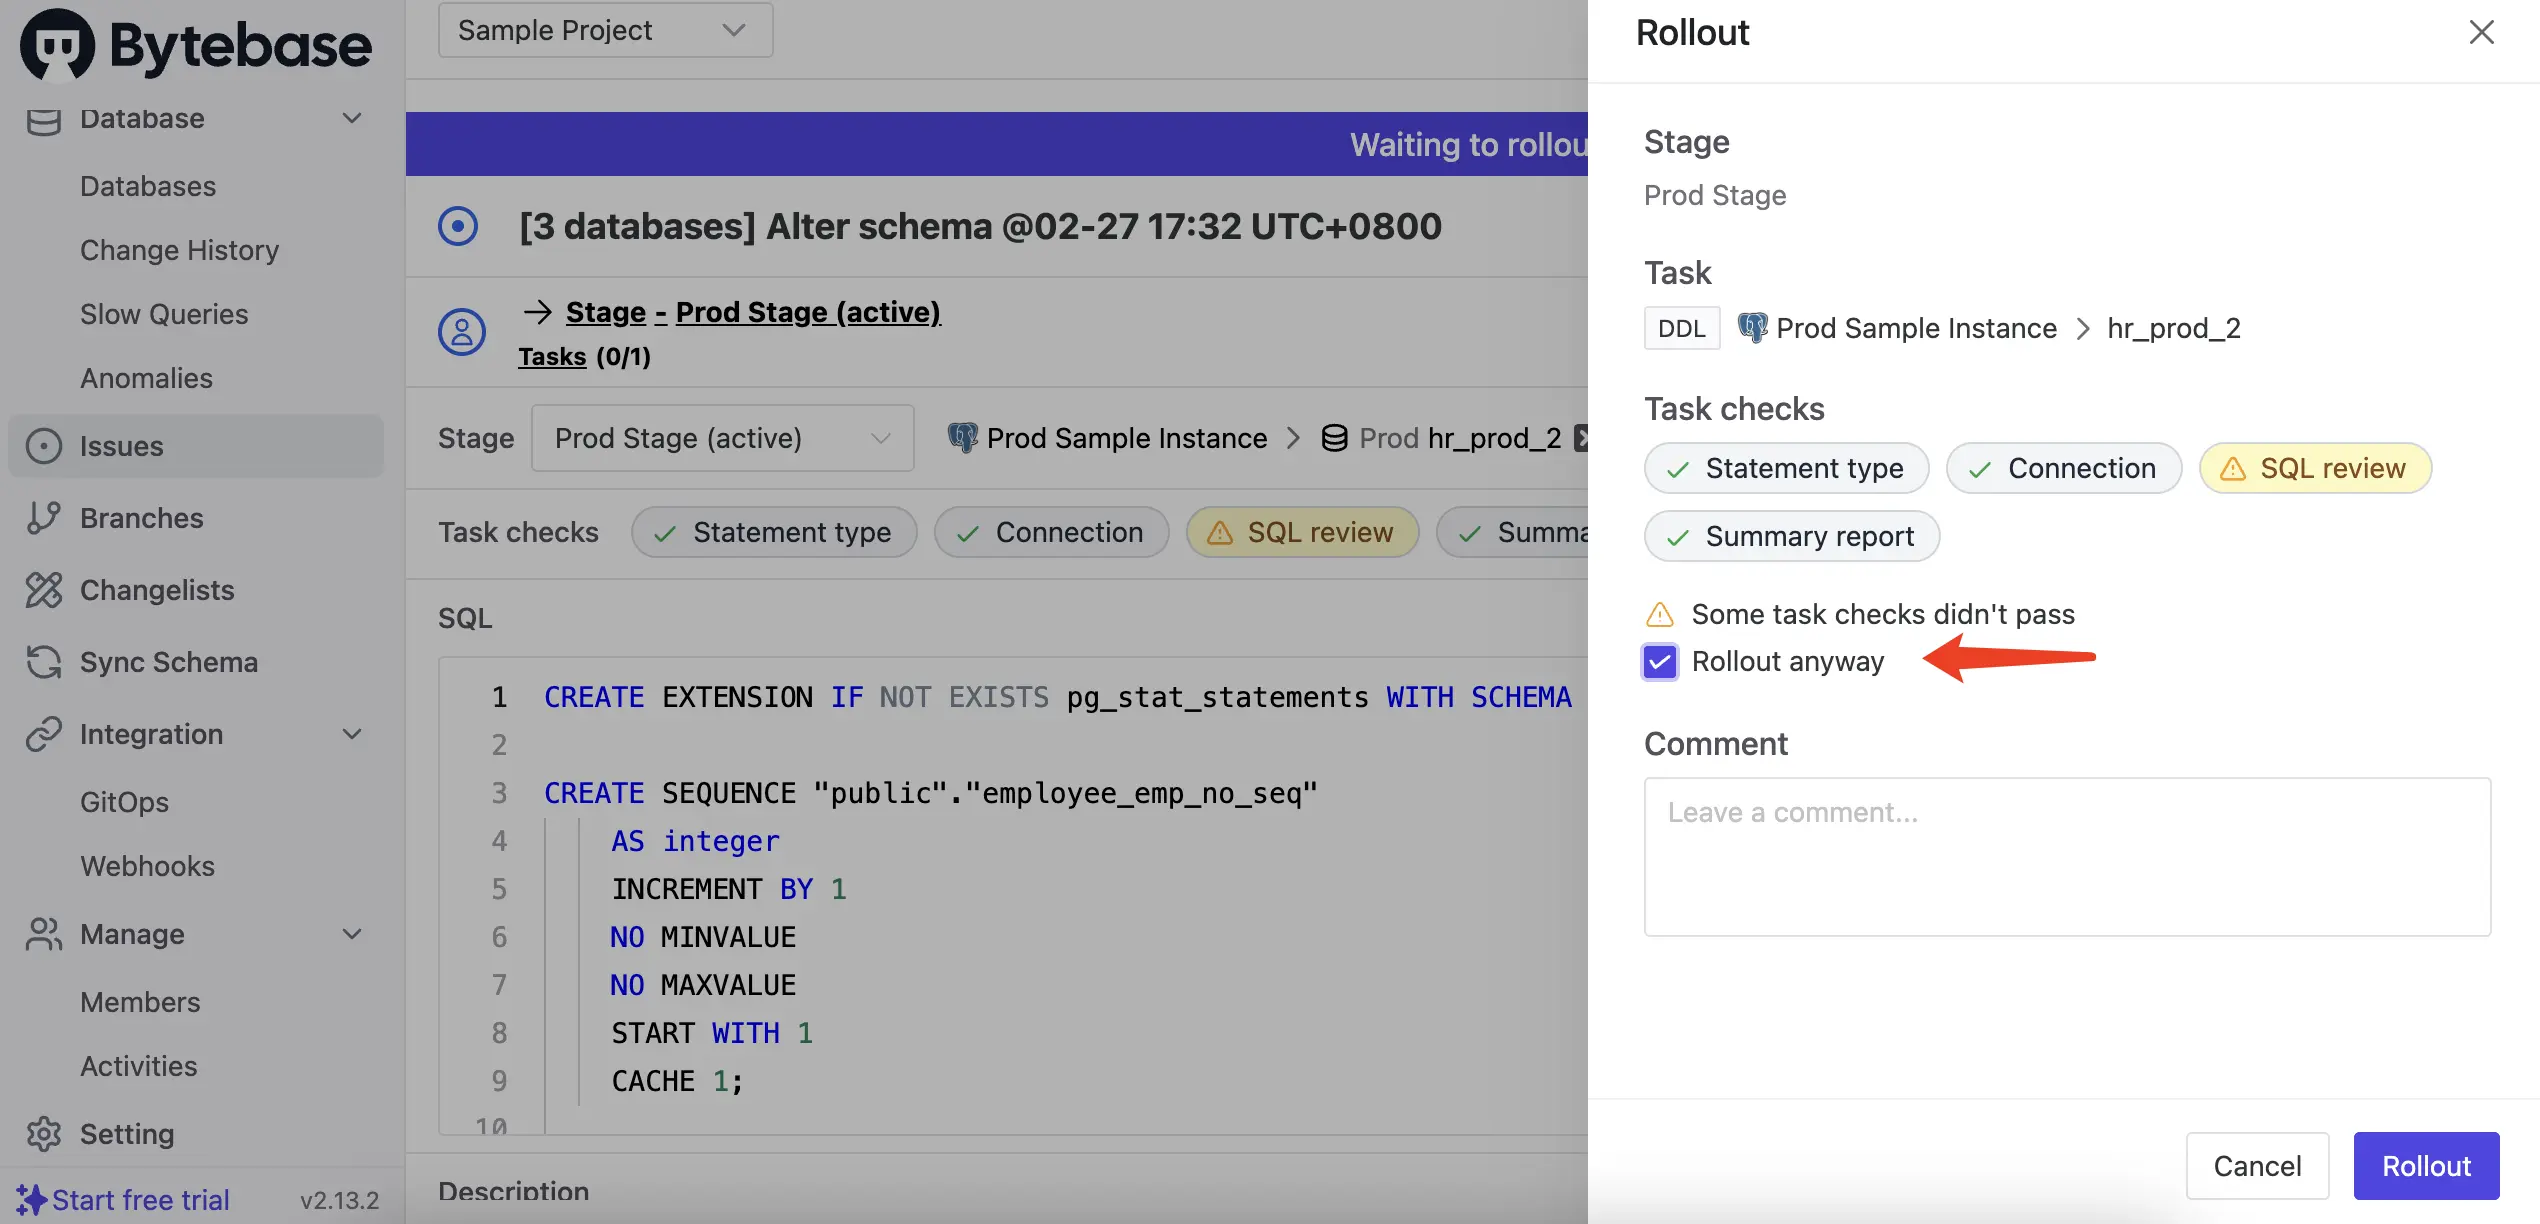 Bytebase
Database
Databases
Change History
Slow Queries
Anomalies
Issues
Branches
Changelists
Sync Schema
Integration
GitOps
Webhooks
Manage
Members
Activities
Setting
Start free trial v2.13.2
Sample Project
Waiting to rollou
[3 databases] Alter schema @02-27 17:32 UTC+0800
→ Stage - Prod Stage (active)
Tasks (0/1)
Stage Prod Stage (active) Prod Sample Instance > Prod hr_prod_2
Task checks Statement type Connection SQL review Summa
SQL
1 CREATE EXTENSION IF NOT EXISTS pg_stat_statements WITH SCHEMA
2
3 CREATE SEQUENCE "public"."employee_emp_no_seq"
4 AS integer
5 INCREMENT BY 1
6 NO MINVALUE
7 NO MAXVALUE
8 START WITH 1
9 CACHE 1;
10
Description
Rollout
Stage
Prod Stage
Task
DDL Prod Sample Instance > hr_prod_2
Task checks
Statement type Connection SQL review
Summary report
Some task checks didn't pass
Rollout anyway
Comment
Leave a comment...
Cancel Rollout